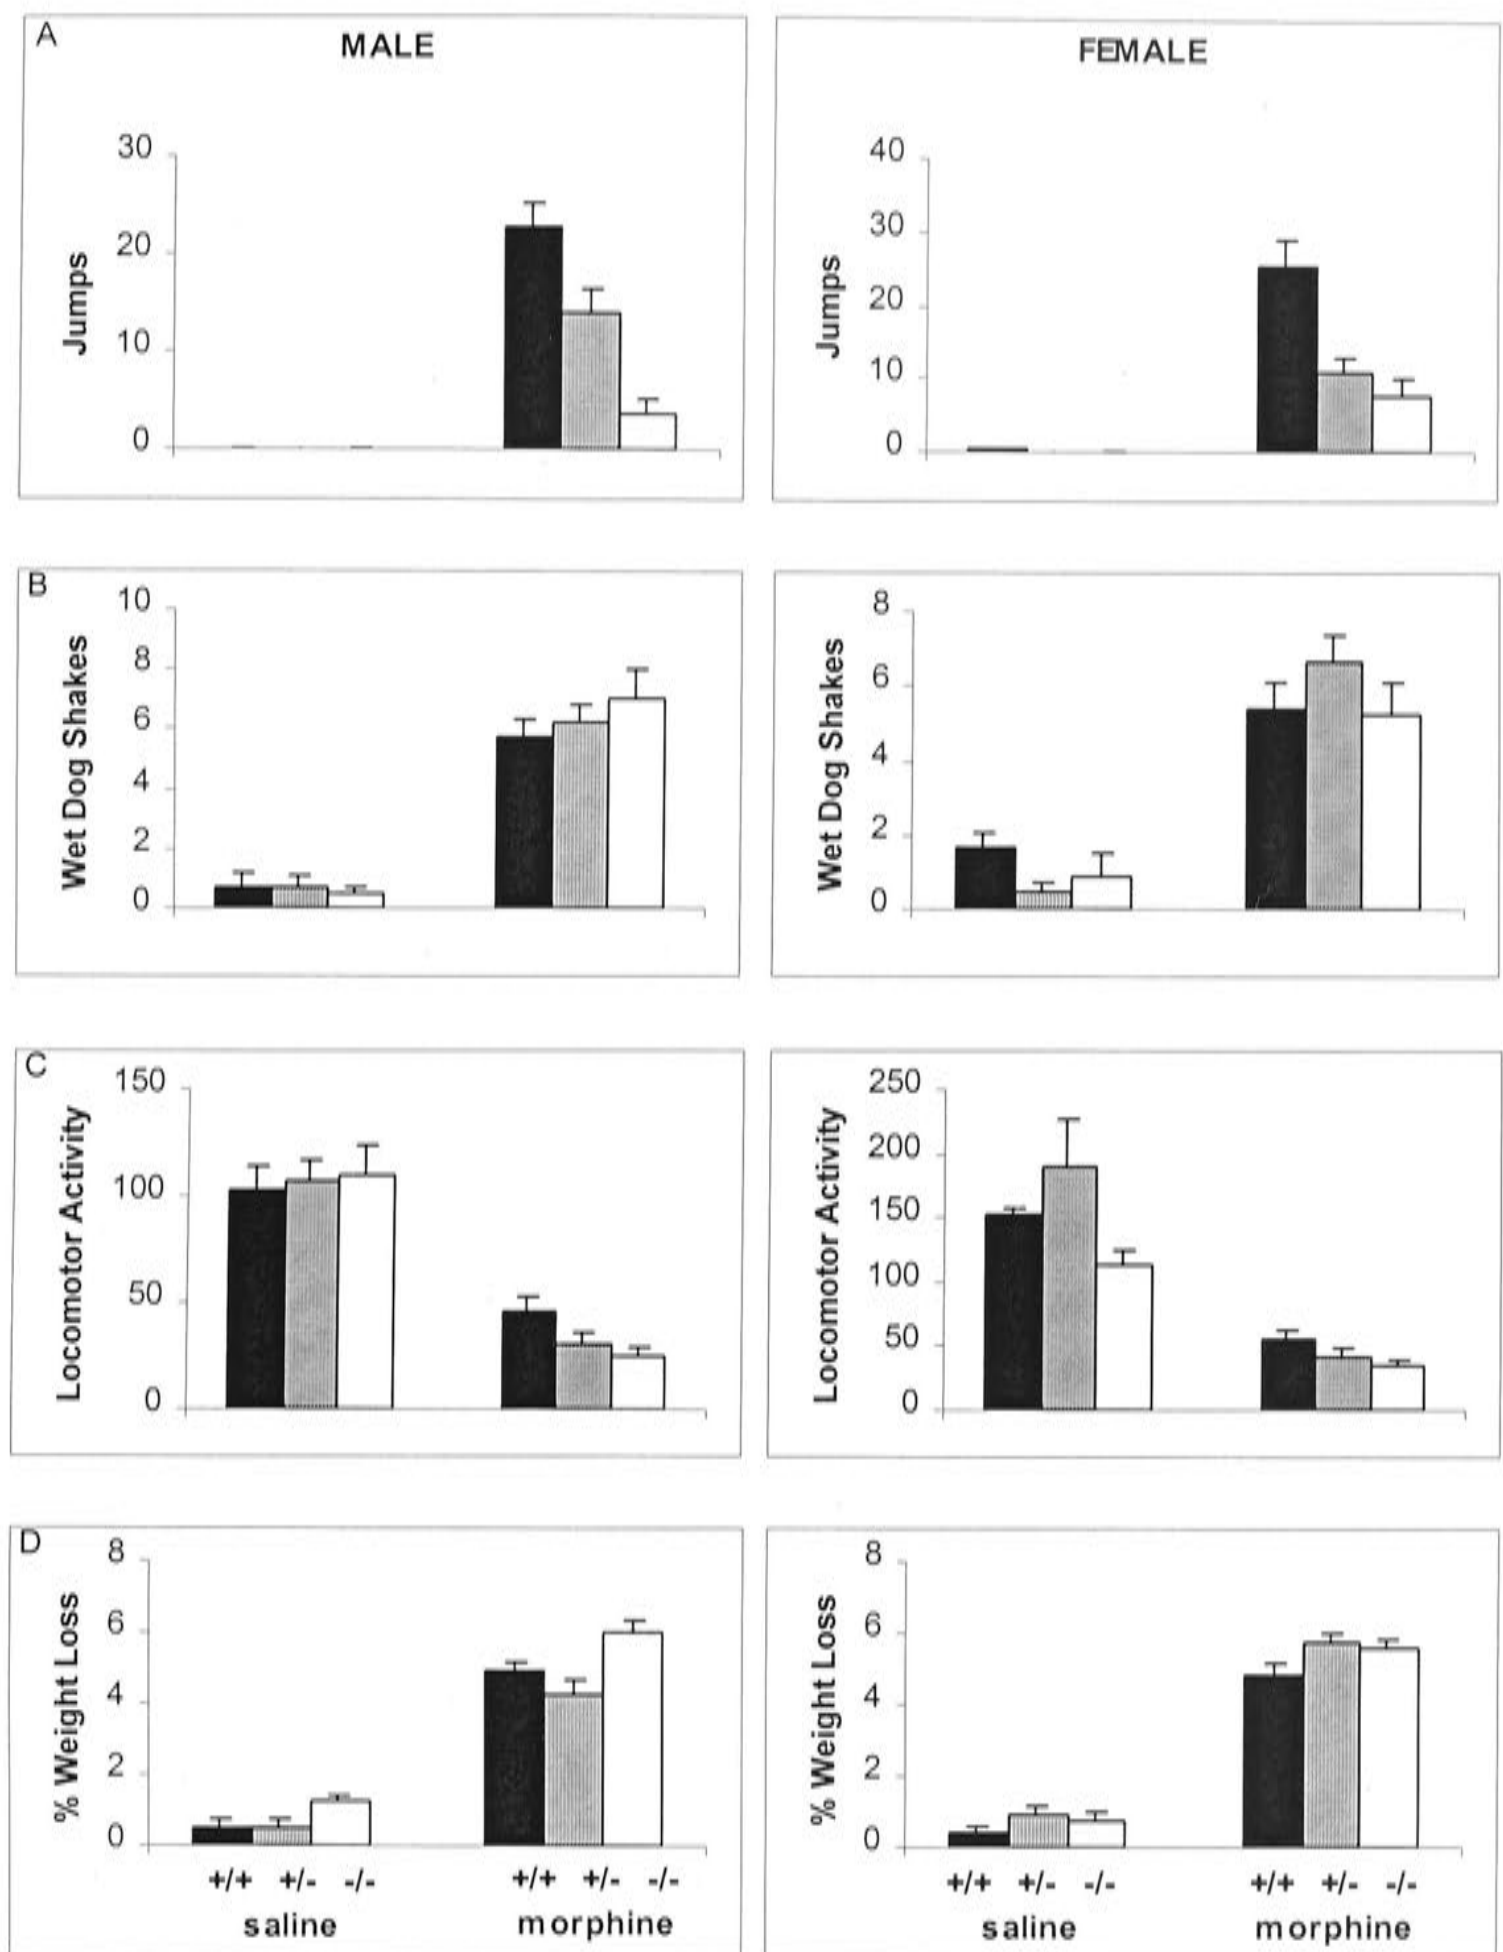 A
MALE
FEMALE
30
20
10
0
Jumps
40
30
20
10
0
Jumps
B
10
8
6
4
2
0
Wet Dog Shakes
8
6
4
2
0
Wet Dog Shakes
C
150
100
50
0
Locomotor Activity
250
200
150
100
50
0
Locomotor Activity
D
8
6
4
2
0
% Weight Loss
+/+ +/- -/- +/+ +/- -/-
saline morphine
8
6
4
2
0
% Weight Loss
+/+ +/- -/- +/+ +/- -/-
saline morphine